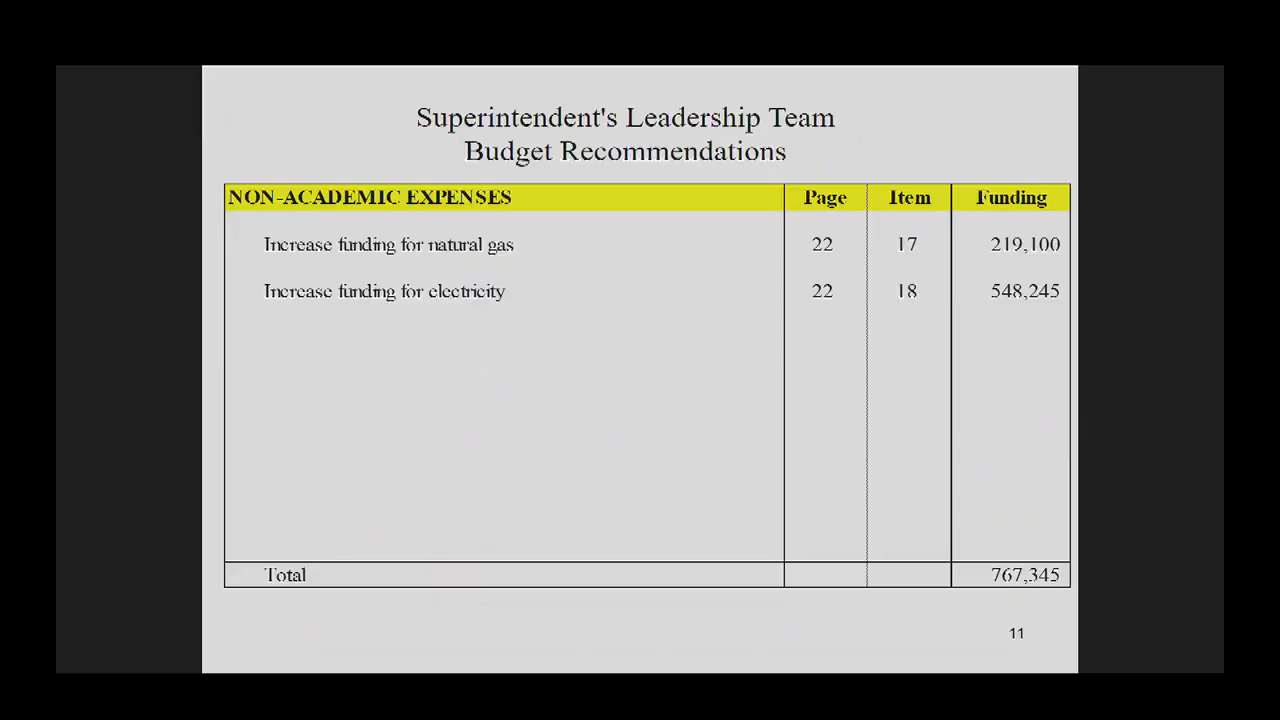 Superintendent's Leadership Team
Budget Recommendations
NON-ACADEMIC EXPENSES Page Item Funding
Increase funding for natural gas 22 17 219,100
Increase funding for electricity 22 18 548,245
Total 767,345
11